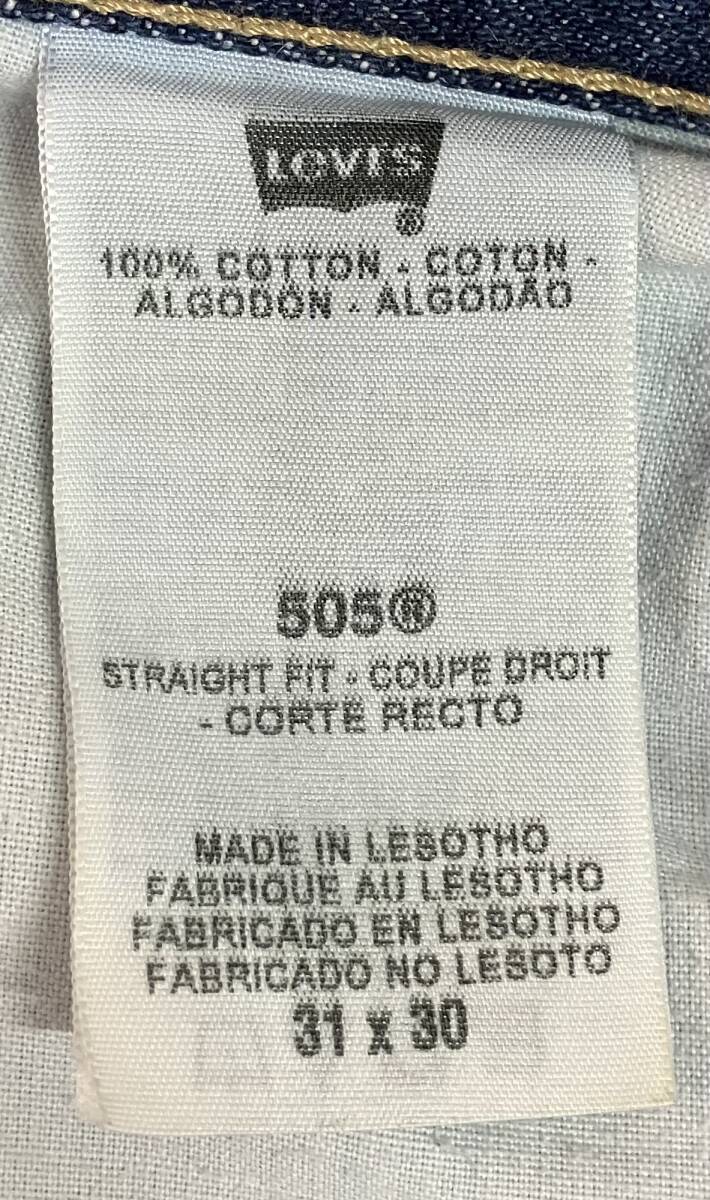 LEVI'S
®
100% COTTON - COTON -
ALGODÓN - ALGODÃO
505®
STRAIGHT FIT - COUPE DROIT
- CORTE RECTO
MADE IN LESOTHO
FABRIQUE AU LESOTHO
FABRICADO EN LESOTHO
FABRICADO NO LESOTO
31 x 30